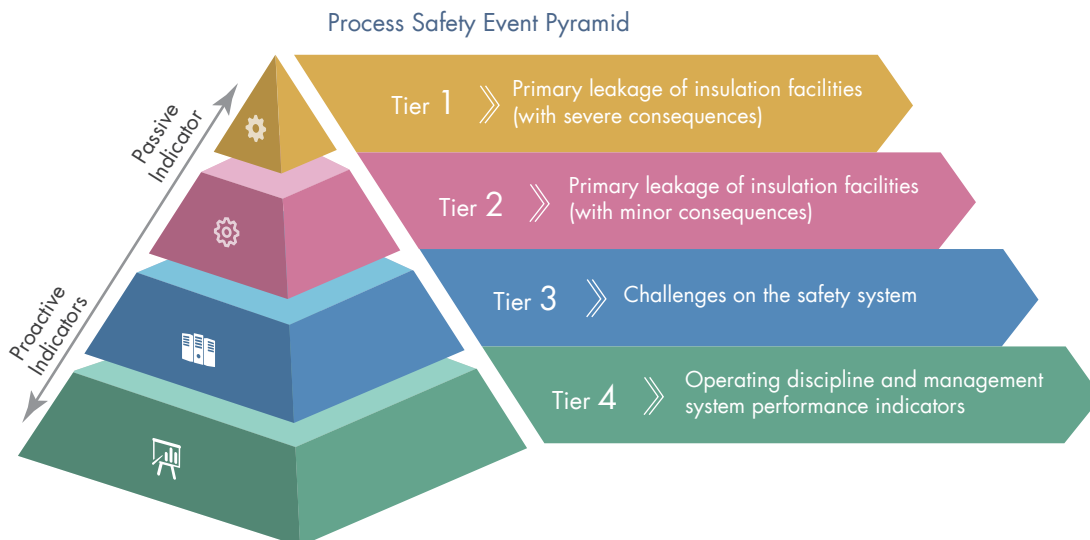 Process Safety Event Pyramid
Passive
Indicator
Proactive
Indicators
Tier 1
Primary leakage of insulation facilities
(with severe consequences)
Tier 2
Primary leakage of insulation facilities
(with minor consequences)
Tier 3
Challenges on the safety system
Tier 4
Operating discipline and management
system performance indicators